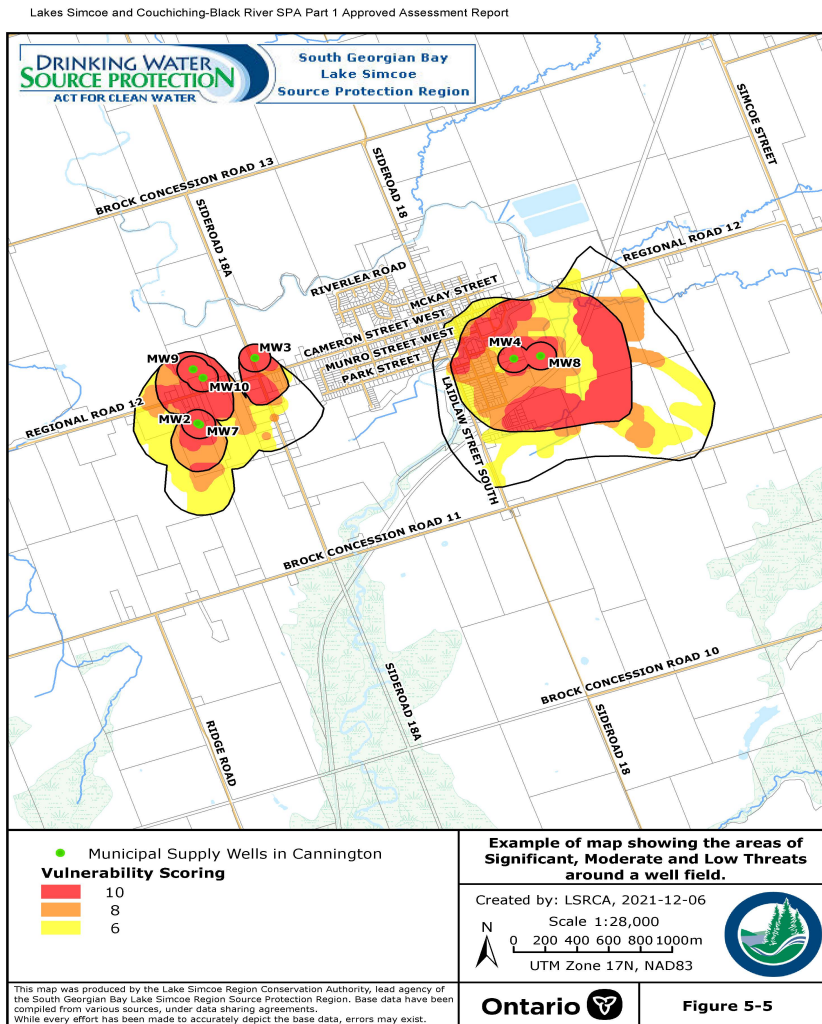 Lakes Simcoe and Couchiching-Black River SPA Part 1 Approved Assessment Report
DRINKING WATER
SOURCE PROTECTION
ACT FOR CLEAN WATER
South Georgian Bay
Lake Simcoe
Source Protection Region
SIMCOE STREET
BROCK CONCESSION ROAD 13
SIDEROAD 18
SIDEROAD 18A
REGIONAL ROAD 12
RIVERLEA ROAD
MCKAY STREET
CAMERON STREET WEST
MUNRO STREET WEST
PARK STREET
MW9
MW3
MW10
MW4
MW8
MW2
MW7
REGIONAL ROAD 12
LAIDLAW STREET SOUTH
BROCK CONCESSION ROAD 11
BROCK CONCESSION ROAD 10
SIDEROAD 18A
SIDEROAD 18
RIDGE ROAD
Municipal Supply Wells in Cannington
Vulnerability Scoring
10
8
6
This map was produced by the Lake Simcoe Region Conservation Authority, lead agency of
the South Georgian Bay Lake Simcoe Region Source Protection Region. Base data have been
compiled from various sources, under data sharing agreements.
While every effort has been made to accurately depict the base data, errors may exist.
Example of map showing the areas of
Significant, Moderate and Low Threats
around a well field.
Created by: LSRCA, 2021-12-06
Scale 1:28,000
N
0 200 400 600 800 1000m
UTM Zone 17N, NAD83
Ontario
Figure 5-5